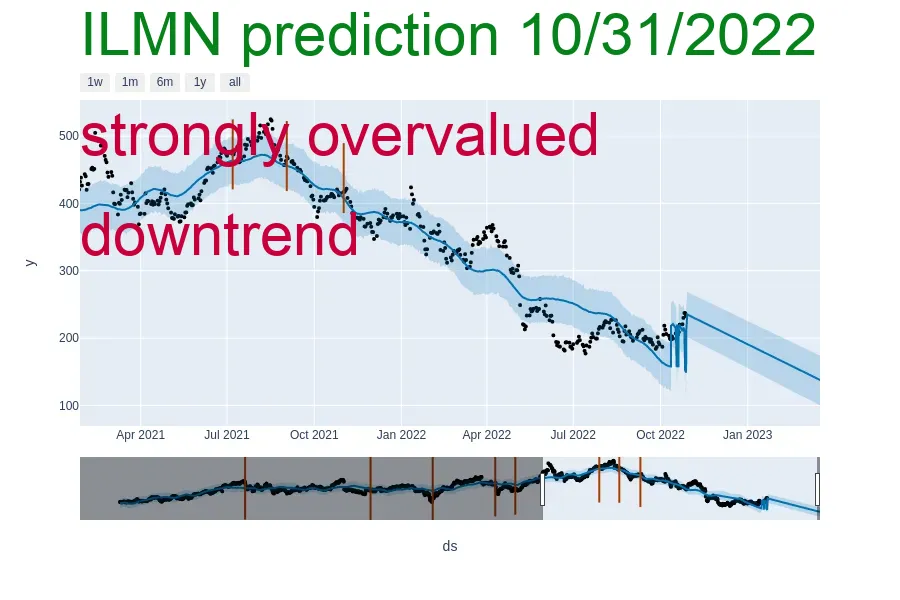 ILMN prediction 10/31/2022
1w 1m 6m 1y all
strongly overvalued
downtrend
500
400
300
200
100
y
Apr 2021 Jul 2021 Oct 2021 Jan 2022 Apr 2022 Jul 2022 Oct 2022 Jan 2023
ds